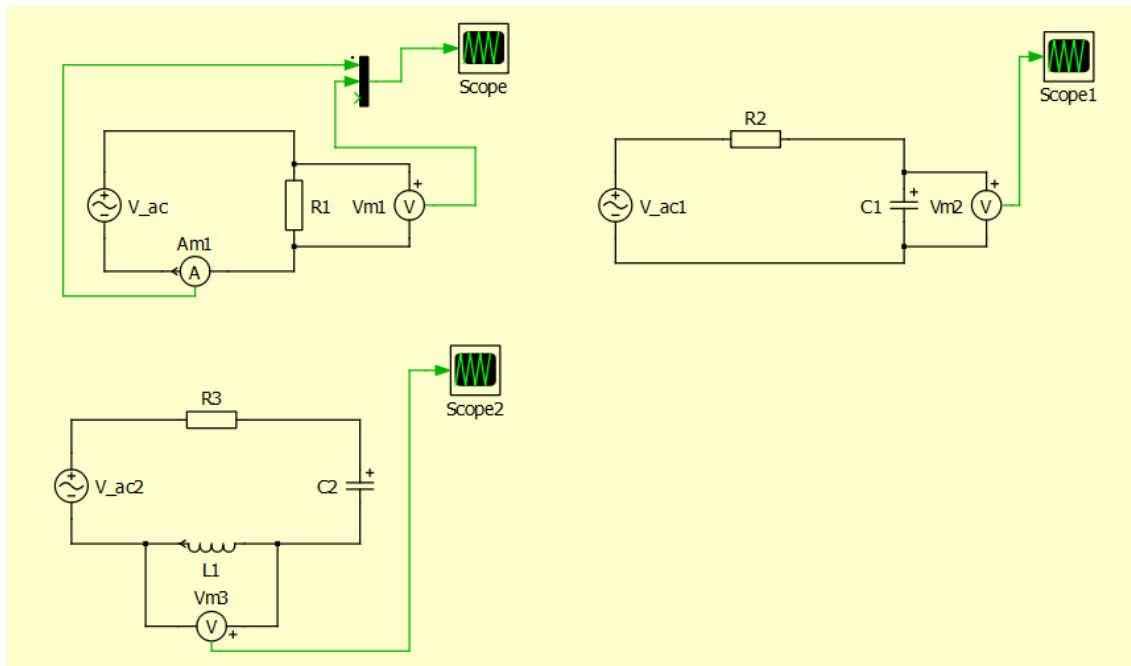 Scope
V_ac
R1
Vm1
V
Am1
A
Scope1
R2
V_ac1
C1
Vm2
V
Scope2
R3
V_ac2
C2
L1
Vm3
V